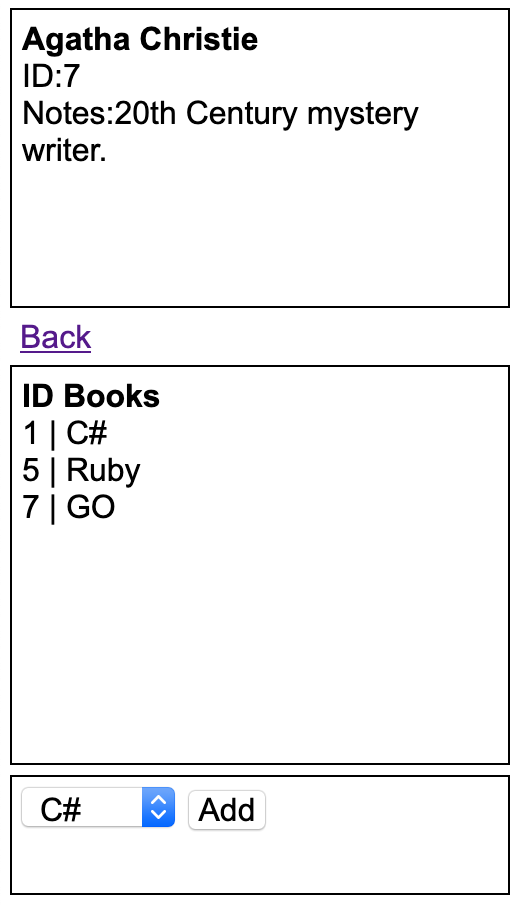 Agatha Christie
ID:7
Notes:20th Century mystery
writer.
Back
ID Books
1 | C#
5 | Ruby
7 | GO
C# Add